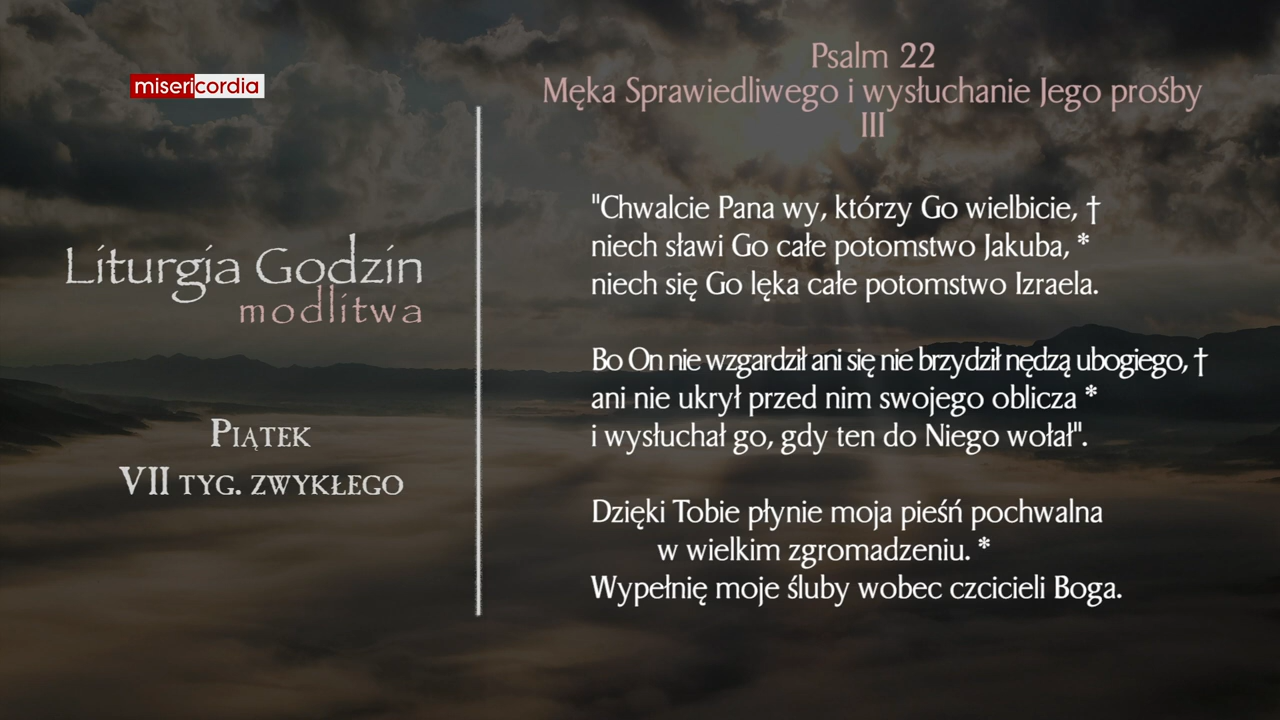 misericordia
Liturgia Godzin
modlitwa
Piątek
VII tyg. zwykłego
Psalm 22
Męka Sprawiedliwego i wysłuchanie Jego prośby
III
"Chwalcie Pana wy, którzy Go wielbicie, †
niech sławi Go całe potomstwo Jakuba, *
niech się Go lęka całe potomstwo Izraela.
Bo On nie wzgardził ani się nie brzydził nędzą ubogiego, †
ani nie ukrył przed nim swojego oblicza *
i wysłuchał go, gdy ten do Niego wołał".
Dzięki Tobie płynie moja pieśń pochwalna
w wielkim zgromadzeniu. *
Wypełnię moje śluby wobec czcicieli Boga.